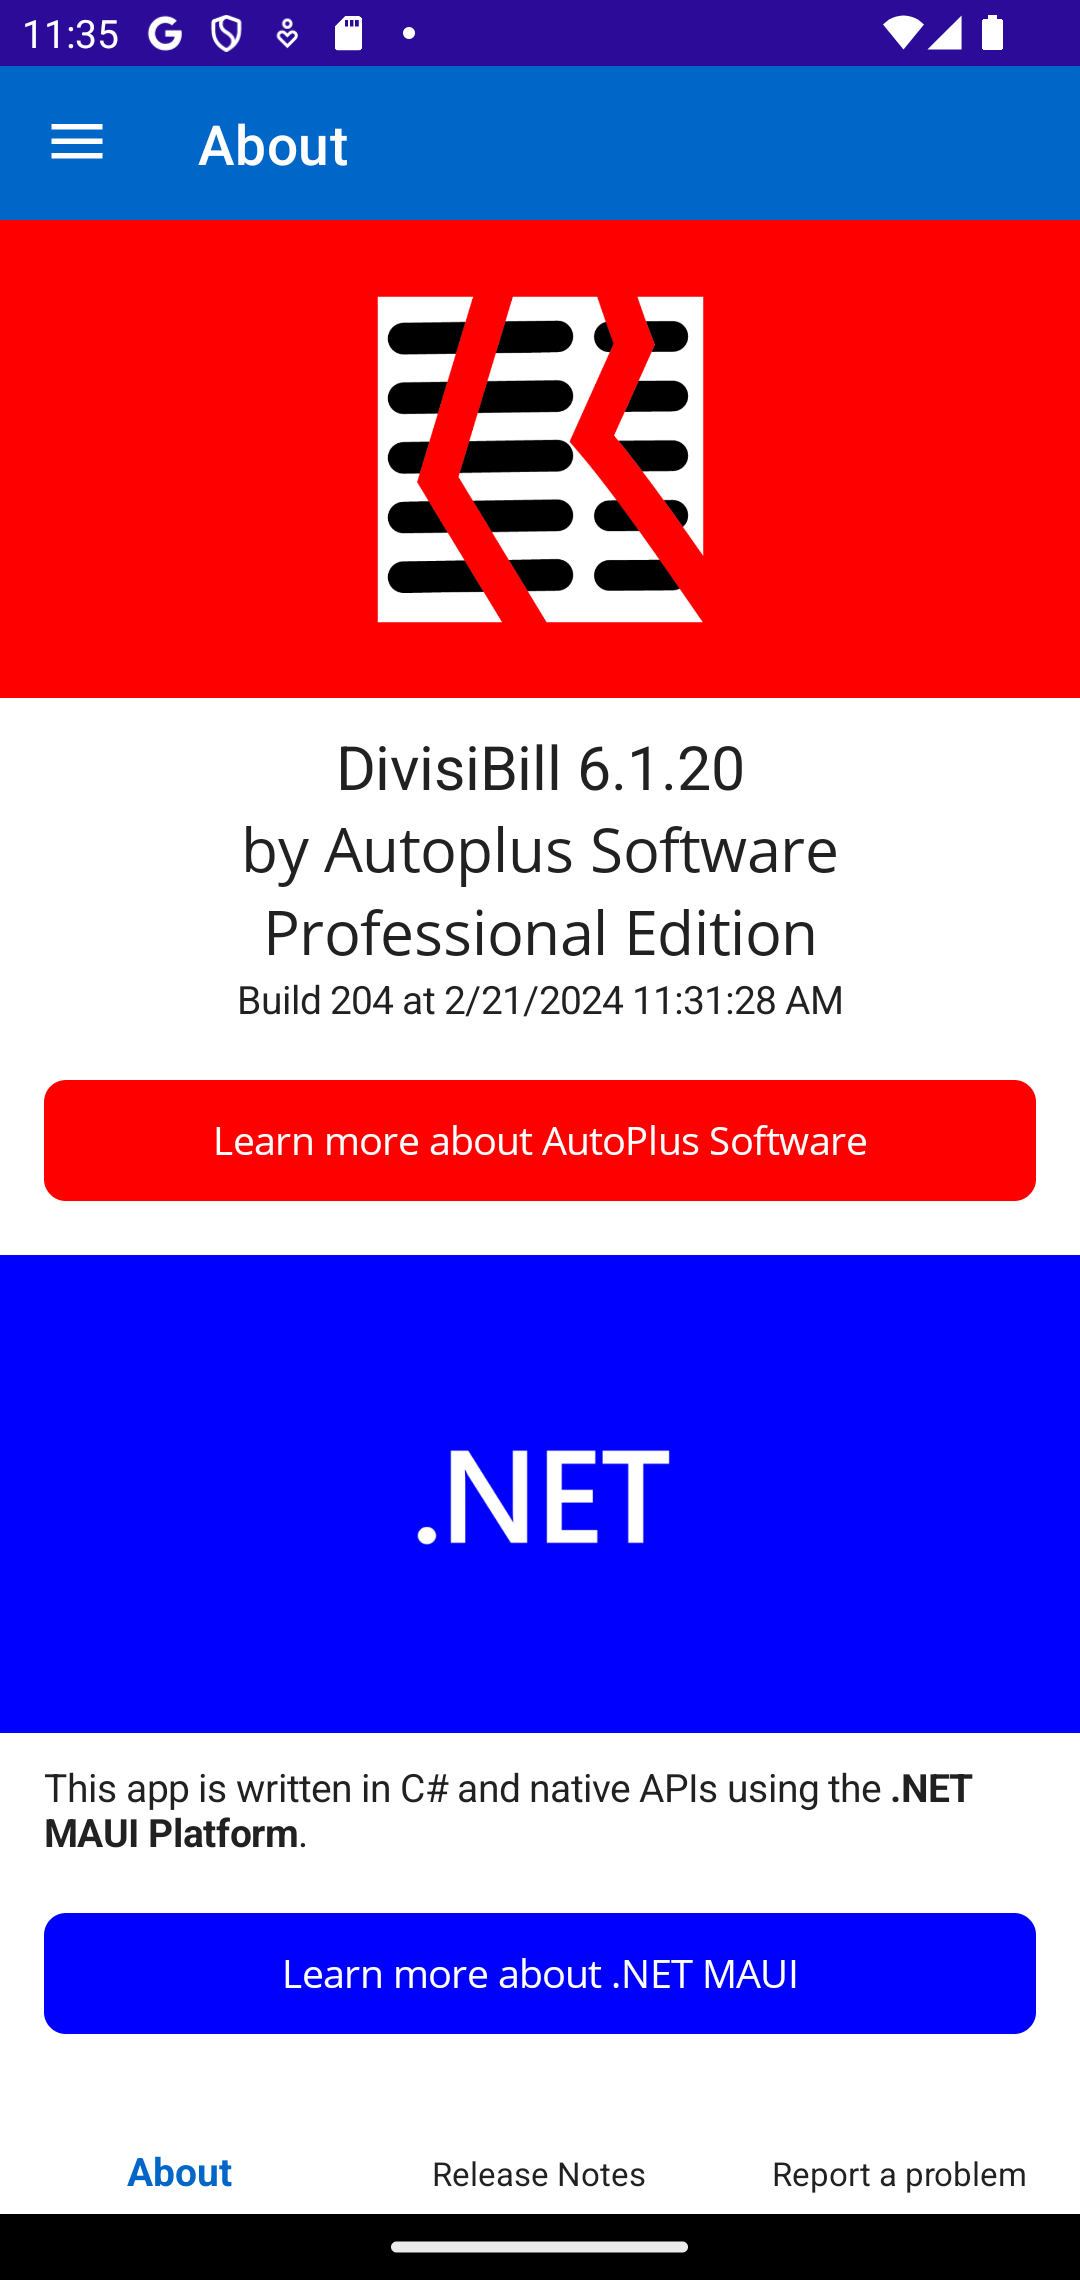 11:35
About
DivisiBill 6.1.20
by Autoplus Software
Professional Edition
Build 204 at 2/21/2024 11:31:28 AM
Learn more about AutoPlus Software
.NET
This app is written in C# and native APIs using the .NET
MAUI Platform.
Learn more about .NET MAUI
About
Release Notes
Report a problem